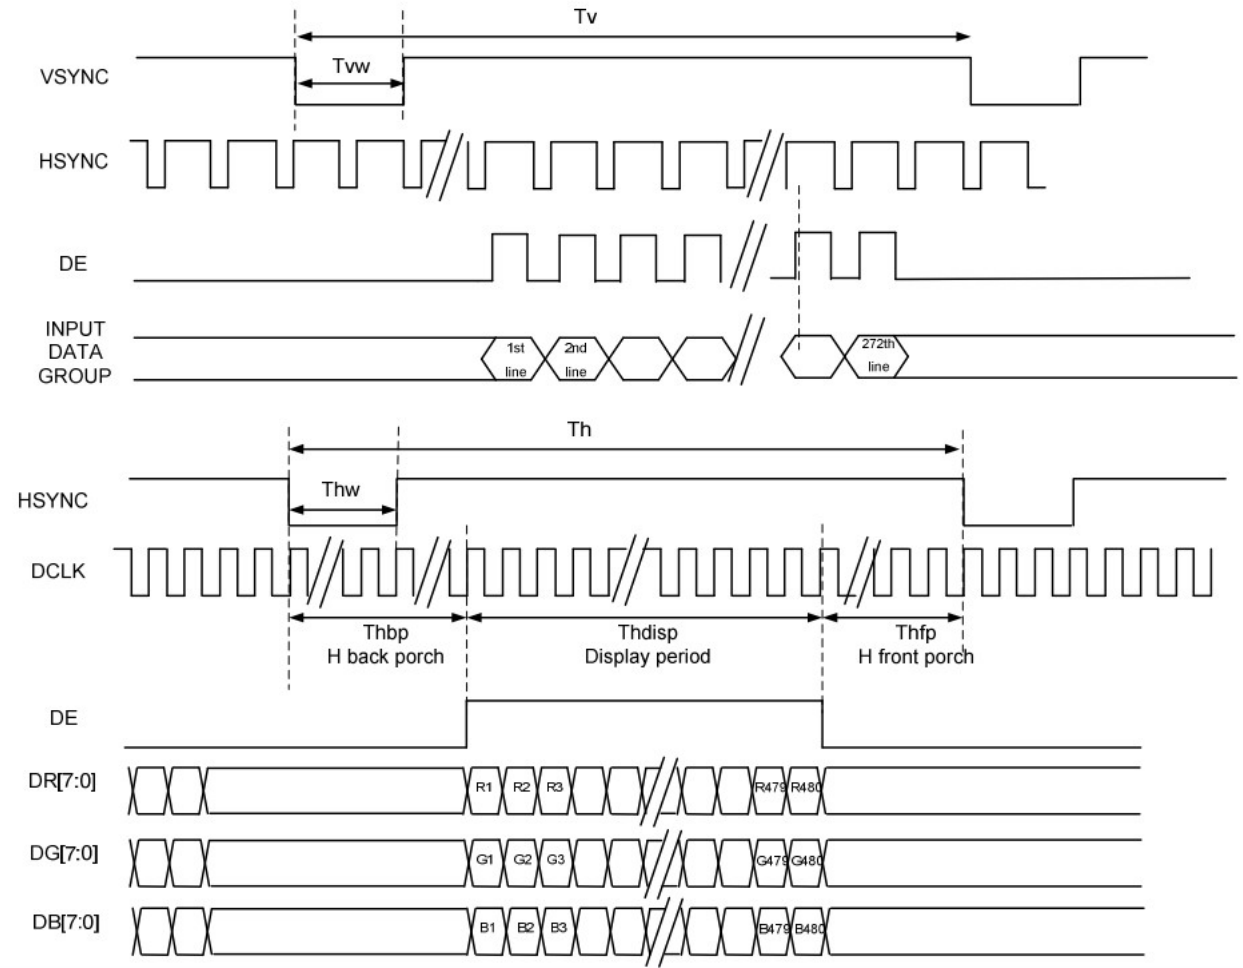 Tv
VSYNC
Tvw
HSYNC
DE
INPUT
DATA
GROUP
1st
line
2nd
line
272th
line
Th
HSYNC
Thw
DCLK
Thbp
H back porch
Thdisp
Display period
Thfp
H front porch
DE
DR[7:0]
R1 R2 R3 R479 R480
DG[7:0]
G1 G2 G3 G479 G480
DB[7:0]
B1 B2 B3 B479 B480